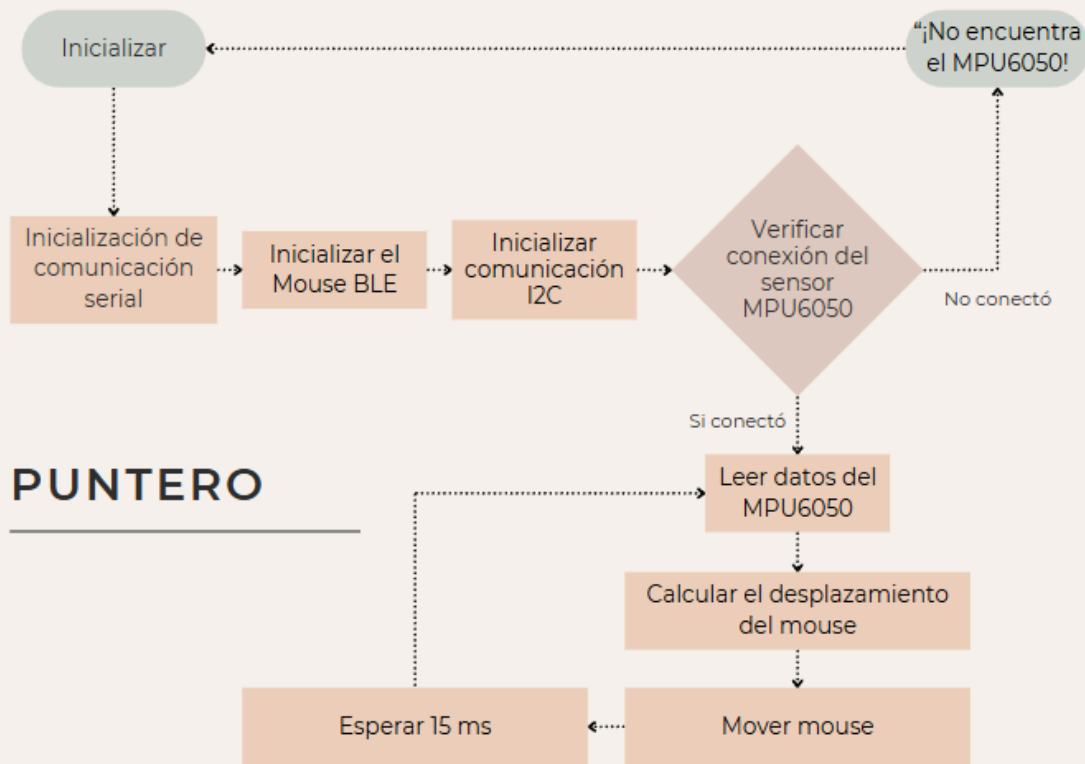 Inicializar
“¡No encuentra
el MPU6050!
Inicialización de
comunicación
serial
Inicializar el
Mouse BLE
Inicializar
comunicación
I2C
Verificar
conexión del
sensor
MPU6050
No conectó
Si conectó
PUNTERO
Leer datos del
MPU6050
Calcular el desplazamiento
del mouse
Esperar 15 ms
Mover mouse